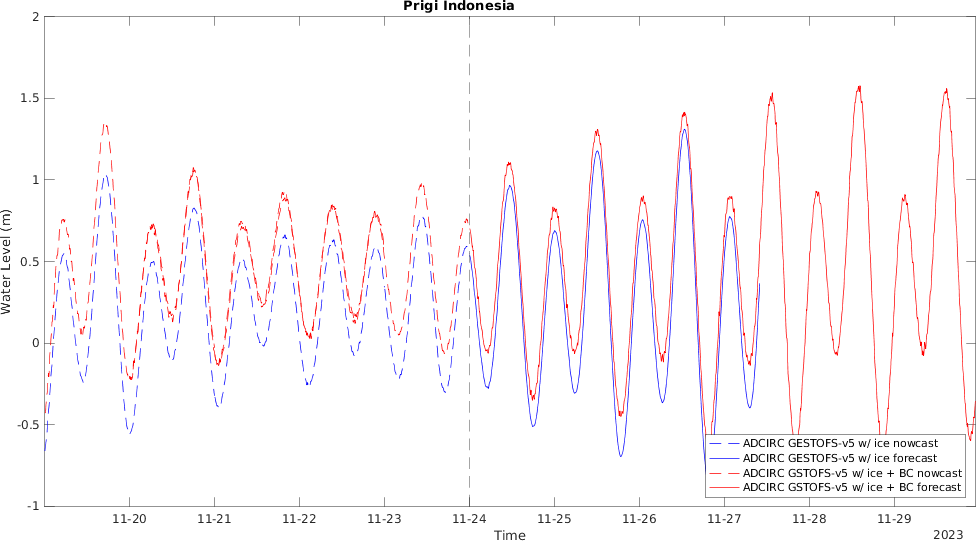 Prigi Indonesia
2
1.5
1
0.5
0
-0.5
-1
Water Level (m)
11-20 11-21 11-22 11-23 11-24 11-25 11-26 11-27 11-28 11-29
Time
2023
ADCIRC GESTOFS-v5 w/ ice nowcast
ADCIRC GESTOFS-v5 w/ ice forecast
ADCIRC GSTOFS-v5 w/ ice + BC nowcast
ADCIRC GSTOFS-v5 w/ ice + BC forecast